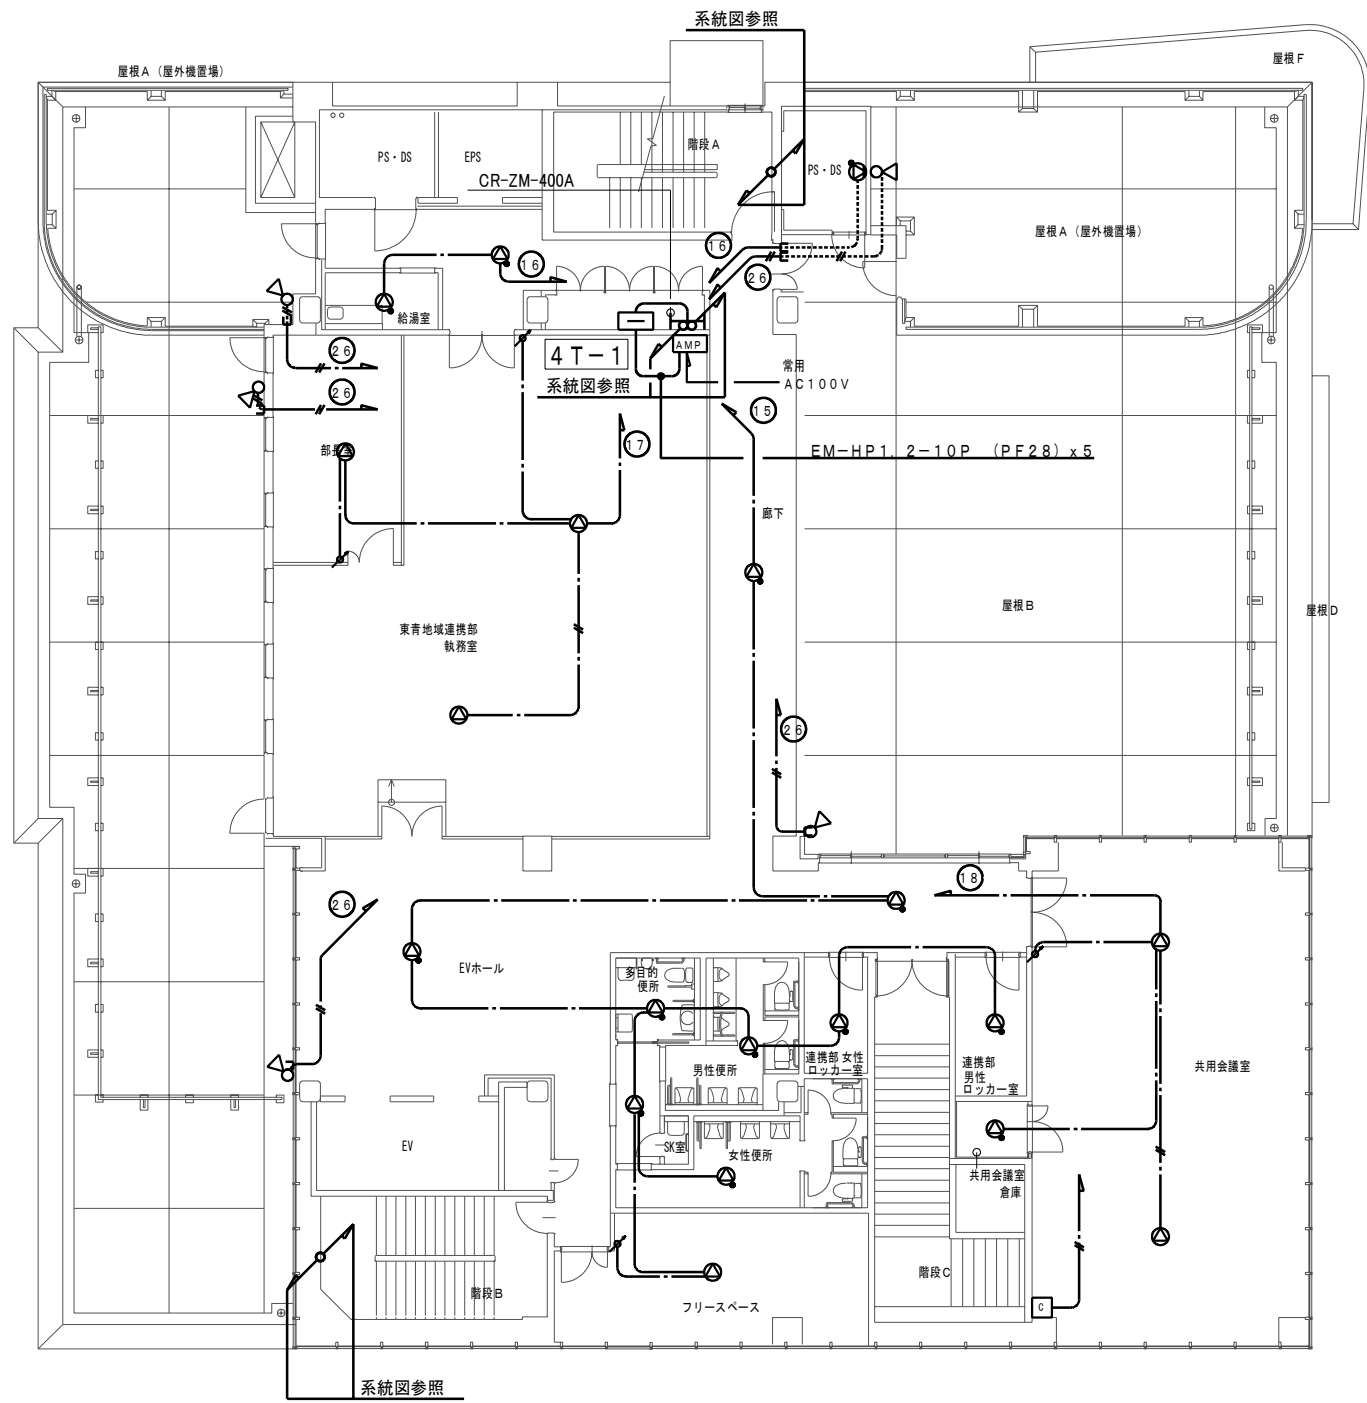 系統図参照
屋根F
屋根A（屋外機置場）
PS・DS
EPS
階段A
CR-ZM-400A
PS・DS
屋根A（屋外機置場）
16
16
26
給湯室
4T-1
AMP
系統図参照
常用
AC100V
26
26
15
17
EM-HP1.2-10P （PF28）x5
廊下
屋根B
屋根D
東青地域連携部
執務室
26
18
26
EVホール
多目的
便所
男性便所
連携部 女性
ロッカー室
連携部
男性
ロッカー室
共用会議室
EV
SK室
女性便所
共用会議室
倉庫
階段B
階段C
フリースペース
C
系統図参照